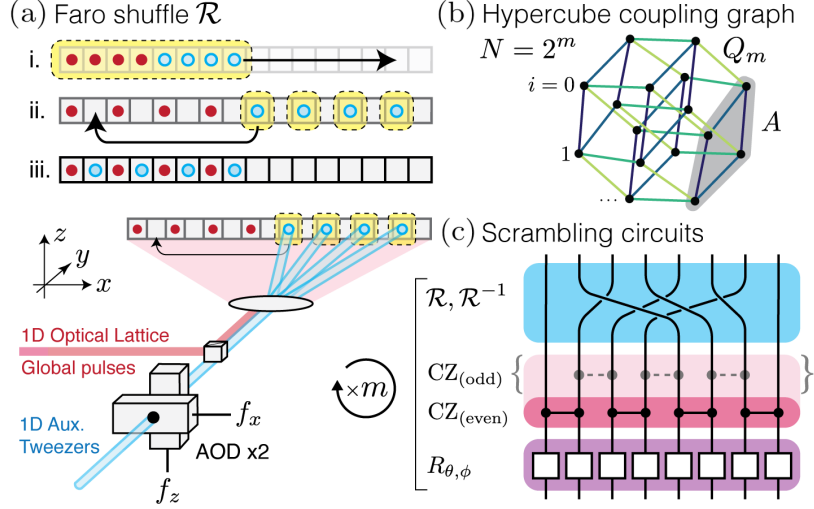 (a) Faro shuffle 𝓡
i.
ii.
iii.
z
y
x
1D Optical Lattice
Global pulses
1D Aux.
Tweezers
f_x
AOD x2
f_z
×m
(b) Hypercube coupling graph
N = 2^m
Q_m
i = 0
A
1
...
(c) Scrambling circuits
𝓡, 𝓡^{-1}
CZ_(odd) { }
CZ_(even)
R_{θ,ϕ}